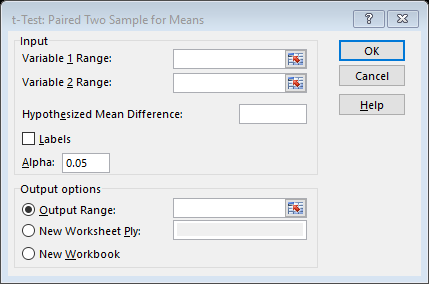 t-Test: Paired Two Sample for Means
?
Input
Variable 1 Range:
Variable 2 Range:
Hypothesized Mean Difference:
Labels
Alpha: 0.05
Output options
Output Range:
New Worksheet Ply:
New Workbook
OK
Cancel
Help